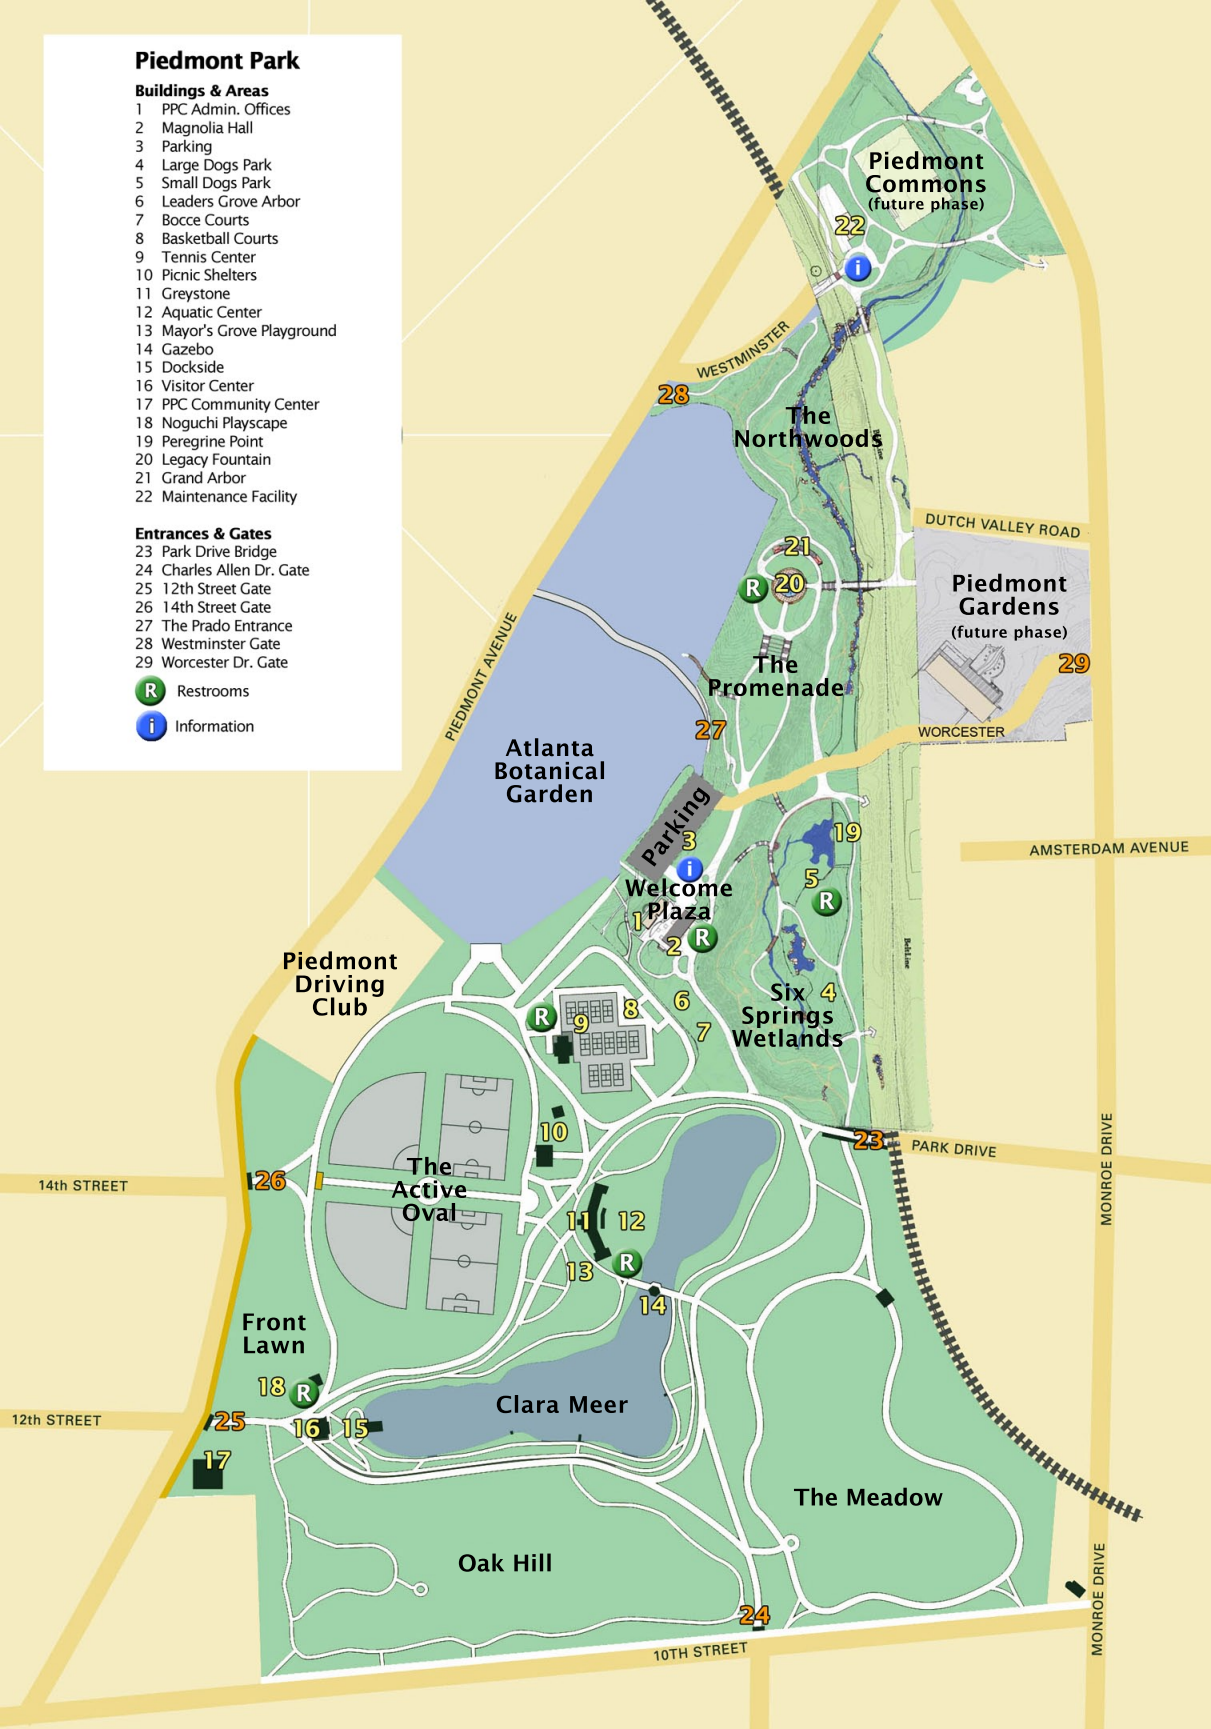 Piedmont Park
Buildings & Areas
1 PPC Admin. Offices
2 Magnolia Hall
3 Parking
4 Large Dogs Park
5 Small Dogs Park
6 Leaders Grove Arbor
7 Bocce Courts
8 Basketball Courts
9 Tennis Center
10 Picnic Shelters
11 Greystone
12 Aquatic Center
13 Mayor's Grove Playground
14 Gazebo
15 Dockside
16 Visitor Center
17 PPC Community Center
18 Noguchi Playscape
19 Peregrine Point
20 Legacy Fountain
21 Grand Arbor
22 Maintenance Facility
Entrances & Gates
23 Park Drive Bridge
24 Charles Allen Dr. Gate
25 12th Street Gate
26 14th Street Gate
27 The Prado Entrance
28 Westminster Gate
29 Worcester Dr. Gate
R Restrooms
i Information
Piedmont
Commons
(future phase)
22
i
WESTMINSTER
28
The
Northwoods
BeltLine
DUTCH VALLEY ROAD
21
R
20
Piedmont
Gardens
(future phase)
29
The
Promenade
PIEDMONT AVENUE
27
WORCESTER
Atlanta
Botanical
Garden
Parking
3
19
AMSTERDAM AVENUE
i
5
Welcome
Plaza
R
1
2
R
BeltLine
Piedmont
Driving
Club
6
4
Six
Springs
Wetlands
R
9
8
7
10
23
PARK DRIVE
MONROE DRIVE
14th STREET
26
The
Active
Oval
11
12
13
R
14
Front
Lawn
18
R
12th STREET
25
16
15
Clara Meer
17
The Meadow
Oak Hill
24
10TH STREET
MONROE DRIVE